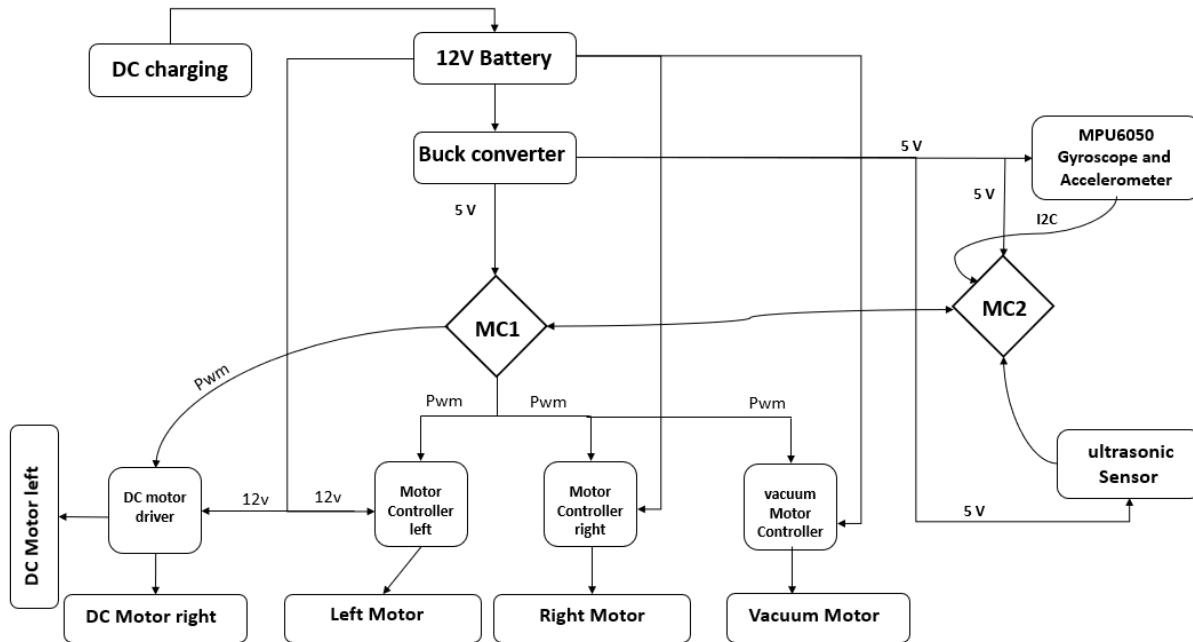 12V Battery
DC charging
Buck converter
5 V
MPU6050
Gyroscope and
Accelerometer
5 V
5 V
I2C
MC2
MC1
Pwm
Pwm
Pwm
Pwm
DC Motor left
DC motor
driver
12v
12v
Motor
Controller
left
Motor
Controller
right
vacuum
Motor
Controller
ultrasonic
Sensor
5 V
DC Motor right
Left Motor
Right Motor
Vacuum Motor